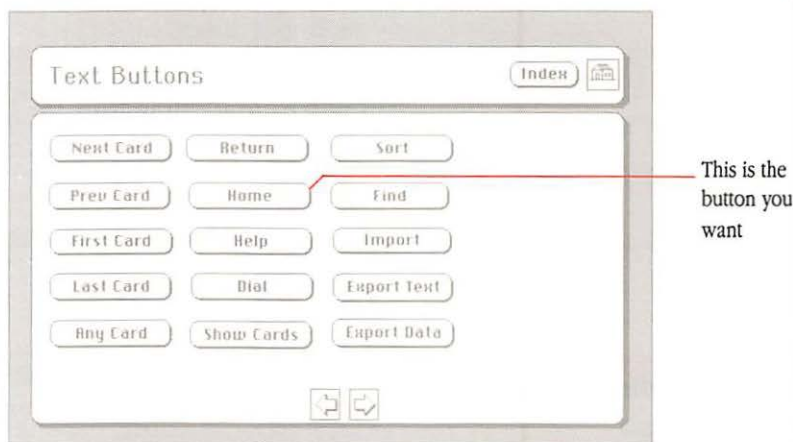 Text Buttons
Index
Next Card Return Sort
Prev Card Home Find
First Card Help Import
Last Card Dial Export Text
Any Card Show Cards Export Data
This is the
button you
want